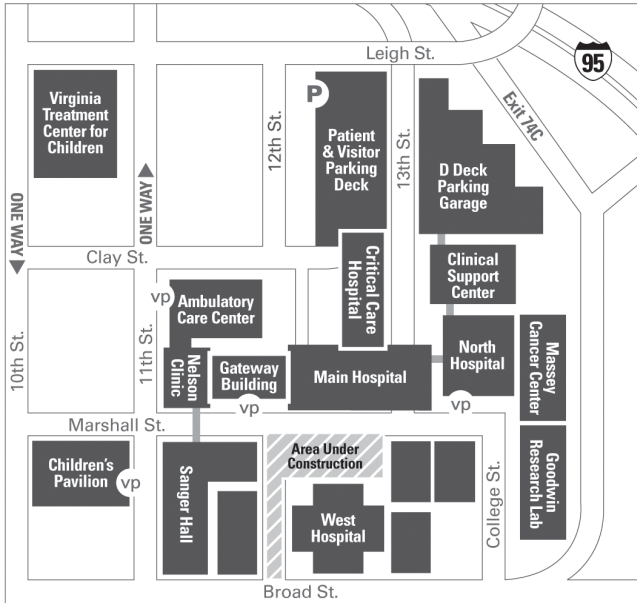 Leigh St.
95
Exit 74C
Virginia
Treatment
Center for
Children
12th St.
P
Patient
& Visitor
Parking
Deck
13th St.
D Deck
Parking
Garage
ONE WAY
ONE WAY
Clay St.
Critical Care
Hospital
Clinical
Support
Center
vp
Ambulatory
Care Center
10th St.
11th St.
Nelson
Clinic
Gateway
Building
vp
Main Hospital
North
Hospital
vp
Massey
Cancer Center
Marshall St.
Children's
Pavilion
vp
Sanger Hall
Area Under
Construction
West
Hospital
College St.
Goodwin
Research Lab
Broad St.